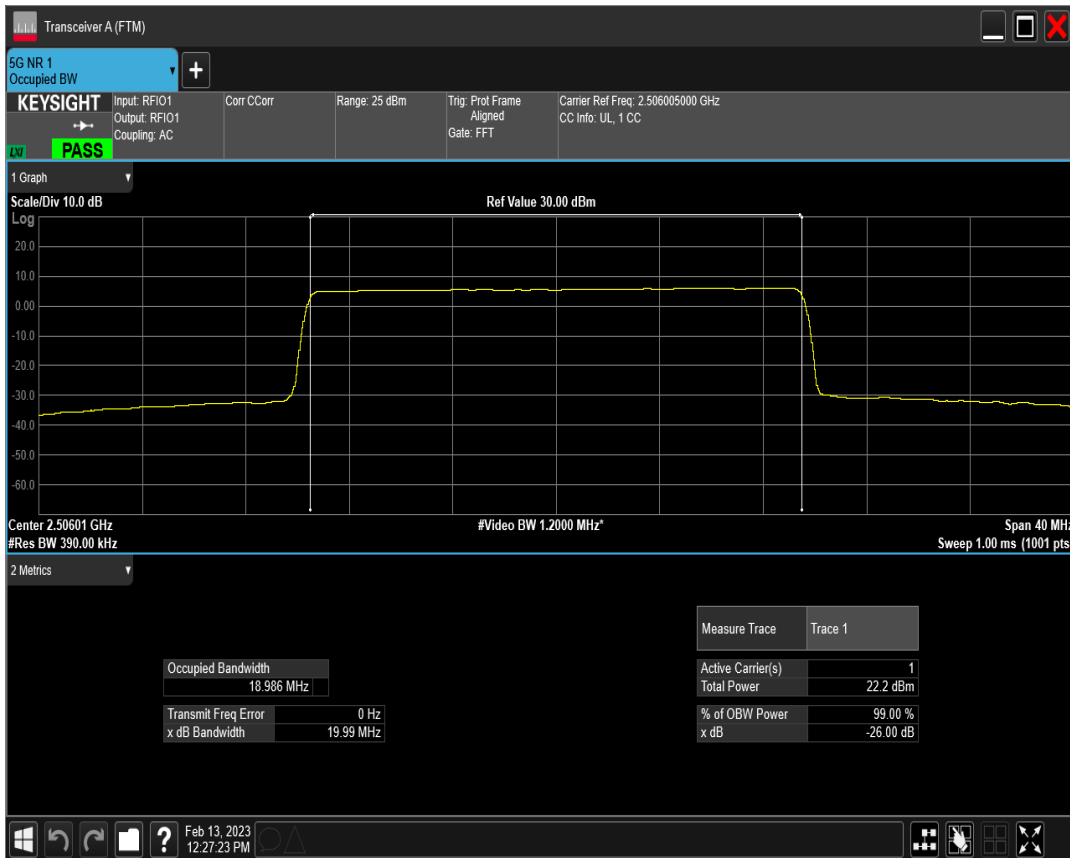 Transceiver A (FTM)
5G NR 1
Occupied BW
+
KEYSIGHT
LXI
PASS
Input: RFIO1
Output: RFIO1
Coupling: AC
Corr CCorr
Range: 25 dBm
Trig: Prot Frame
Aligned
Gate: FFT
Carrier Ref Freq: 2.506005000 GHz
CC Info: UL, 1 CC
1 Graph
Scale/Div 10.0 dB
Ref Value 30.00 dBm
Log
20.0
10.0
0.00
-10.0
-20.0
-30.0
-40.0
-50.0
-60.0
Center 2.50601 GHz
#Video BW 1.2000 MHz*
Span 40 MHz
#Res BW 390.00 kHz
Sweep 1.00 ms (1001 pts
2 Metrics
Measure Trace Trace 1
Occupied Bandwidth
18.986 MHz
Active Carrier(s) 1
Total Power 22.2 dBm
Transmit Freq Error 0 Hz
x dB Bandwidth 19.99 MHz
% of OBW Power 99.00 %
x dB -26.00 dB
?
Feb 13, 2023
12:27:23 PM